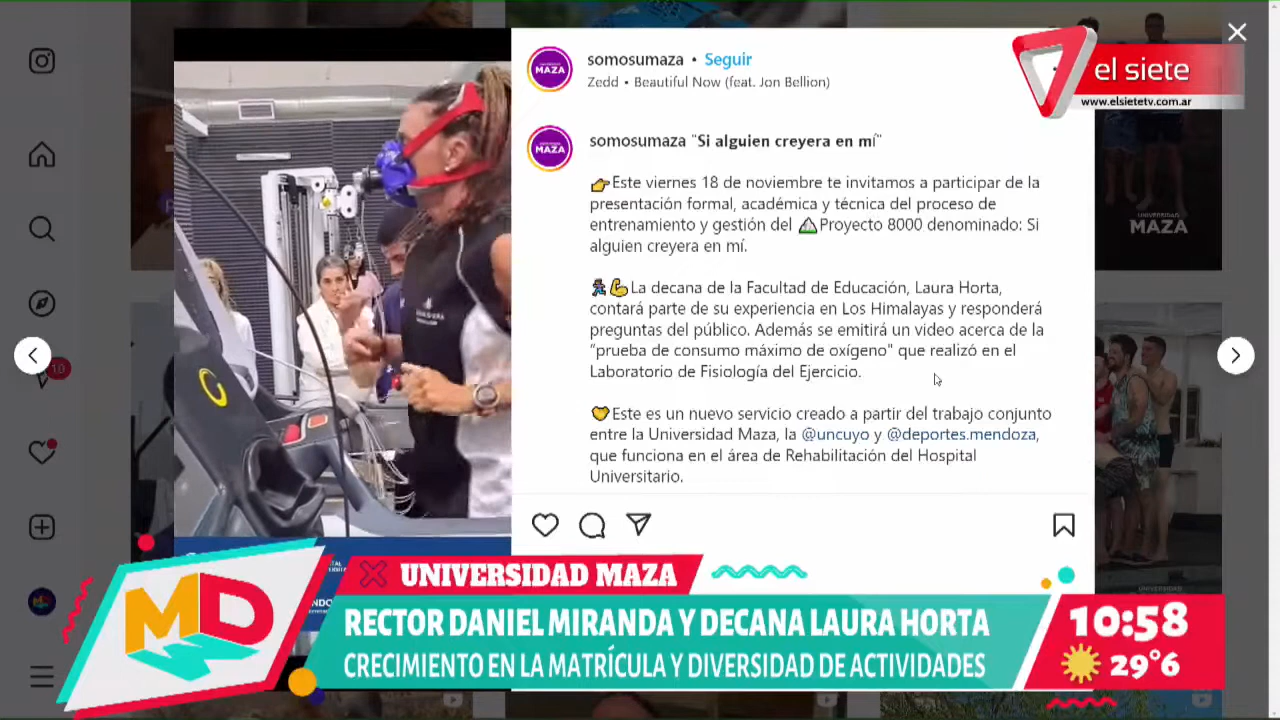 somosumaza • Seguir
Zedd • Beautiful Now (feat. Jon Bellion)
el siete
www.elsietetv.com.ar
MAZA
MAZA
somosumaza "Si alguien creyera en mí"
👉Este viernes 18 de noviembre te invitamos a participar de la
presentación formal, académica y técnica del proceso de
entrenamiento y gestión del 🏔Proyecto 8000 denominado: Si
alguien creyera en mí.
La decana de la Facultad de Educación, Laura Horta,
contará parte de su experiencia en Los Himalayas y responderá
preguntas del público. Además se emitirá un video acerca de la
"prueba de consumo máximo de oxígeno" que realizó en el
Laboratorio de Fisiología del Ejercicio.
Este es un nuevo servicio creado a partir del trabajo conjunto
entre la Universidad Maza, la @uncuyo y @deportes.mendoza,
que funciona en el área de Rehabilitación del Hospital
Universitario.
UNIVERSIDAD
MAZA
10
MD
UNIVERSIDAD MAZA
RECTOR DANIEL MIRANDA Y DECANA LAURA HORTA
CRECIMIENTO EN LA MATRÍCULA Y DIVERSIDAD DE ACTIVIDADES
10:58
29°6